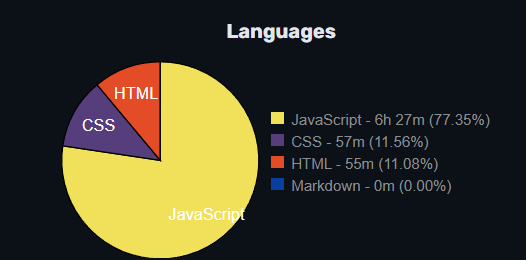 Languages
HTML
CSS
JavaScript
JavaScript - 6h 27m (77.35%)
CSS - 57m (11.56%)
HTML - 55m (11.08%)
Markdown - 0m (0.00%)